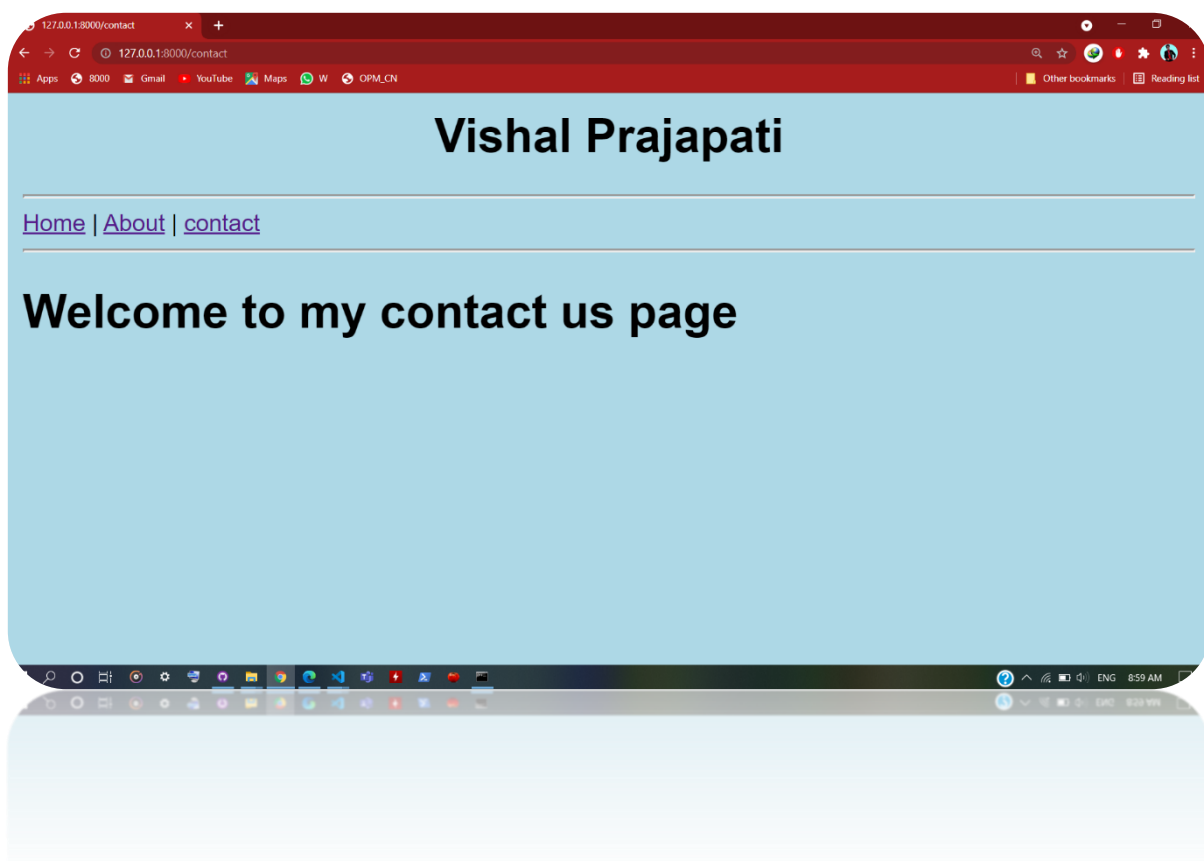 127.0.0.1:8000/contact
127.0.0.1:8000/contact
Apps 8000 Gmail YouTube Maps W OPM_CN Other bookmarks Reading list
Vishal Prajapati
Home | About | contact
Welcome to my contact us page
ENG 8:59 AM